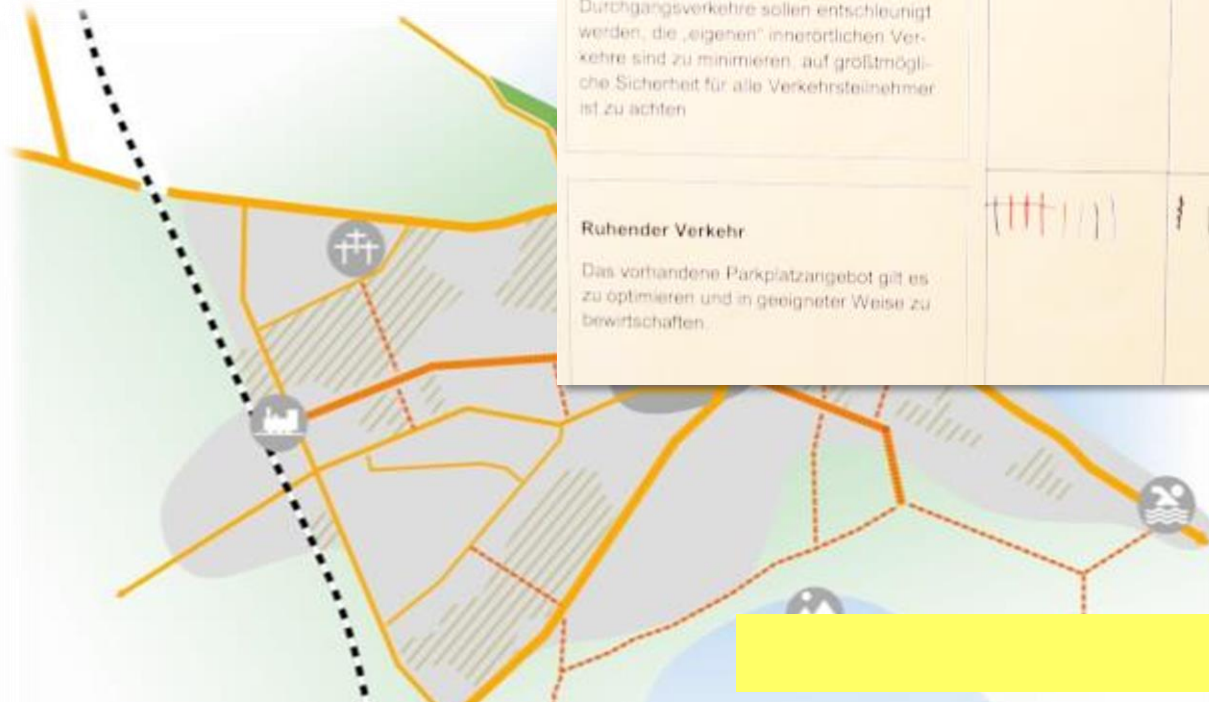 Durchgangsverkehre sollen entschleunigt
werden, die „eigenen" innerörtlichen Ver-
kehre sind zu minimieren, auf größtmögli-
che Sicherheit für alle Verkehrsteilnehmer
ist zu achten
Ruhender Verkehr
Das vorhandene Parkplatzangebot gilt es
zu optimieren und in geeigneter Weise zu
bewirtschaften.